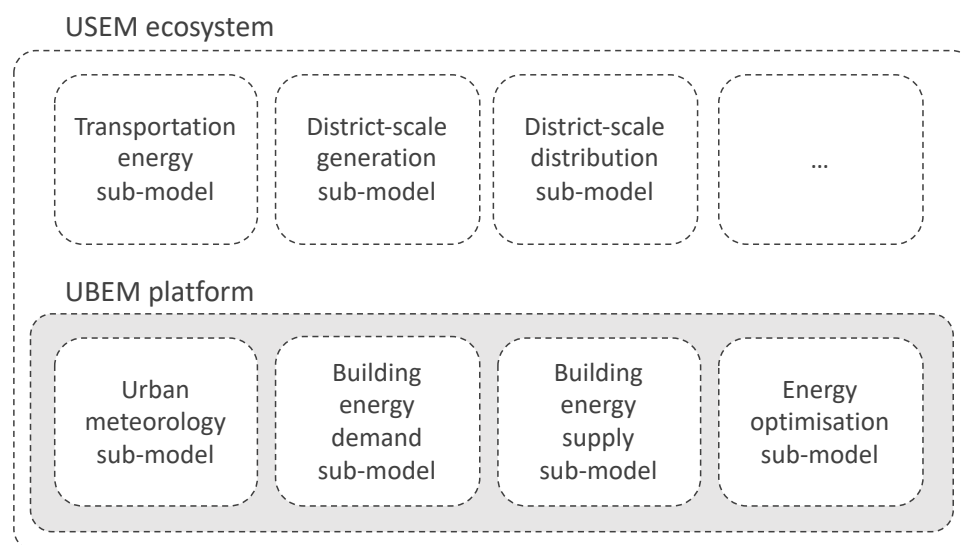 USEM ecosystem
Transportation
energy
sub-model
District-scale
generation
sub-model
District-scale
distribution
sub-model
...
UBEM platform
Urban
meteorology
sub-model
Building
energy
demand
sub-model
Building
energy
supply
sub-model
Energy
optimisation
sub-model